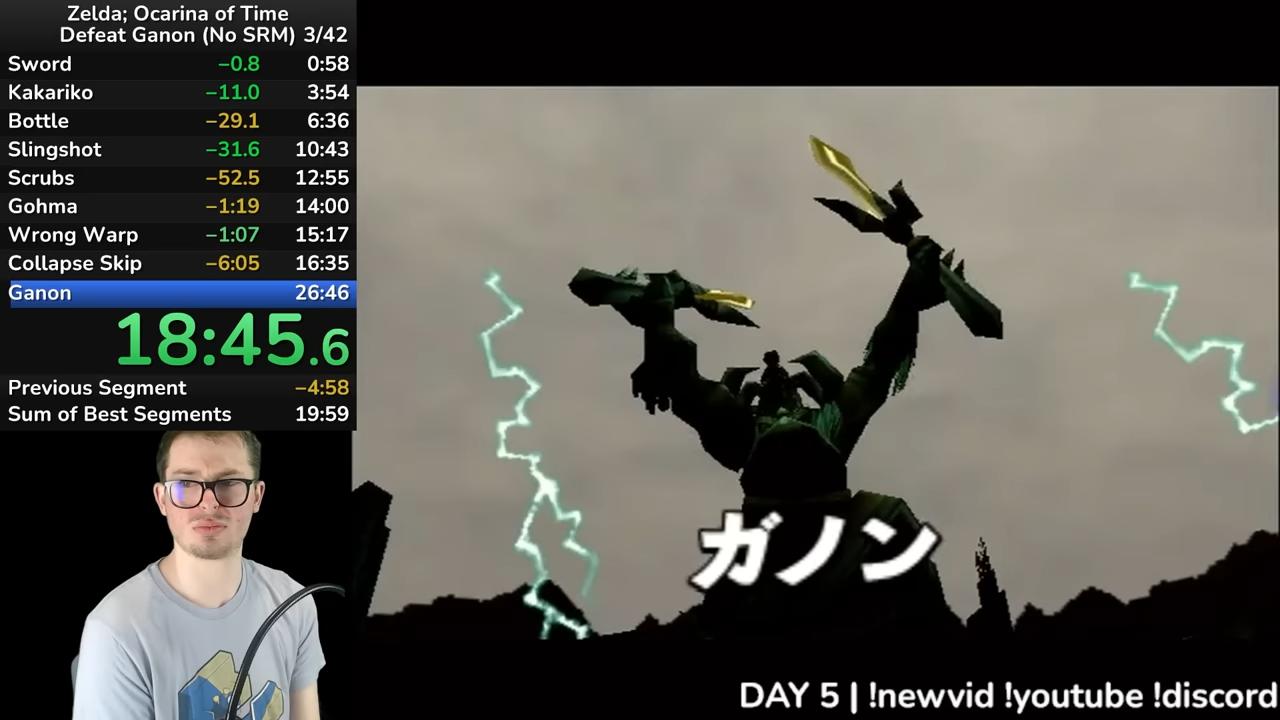 Zelda; Ocarina of Time
Defeat Ganon (No SRM) 3/42
Sword −0.8 0:58
Kakariko −11.0 3:54
Bottle −29.1 6:36
Slingshot −31.6 10:43
Scrubs −52.5 12:55
Gohma −1:19 14:00
Wrong Warp −1:07 15:17
Collapse Skip −6:05 16:35
Ganon 26:46
18:45.6
Previous Segment −4:58
Sum of Best Segments 19:59
ガノン
DAY 5 | !newvid !youtube !discord